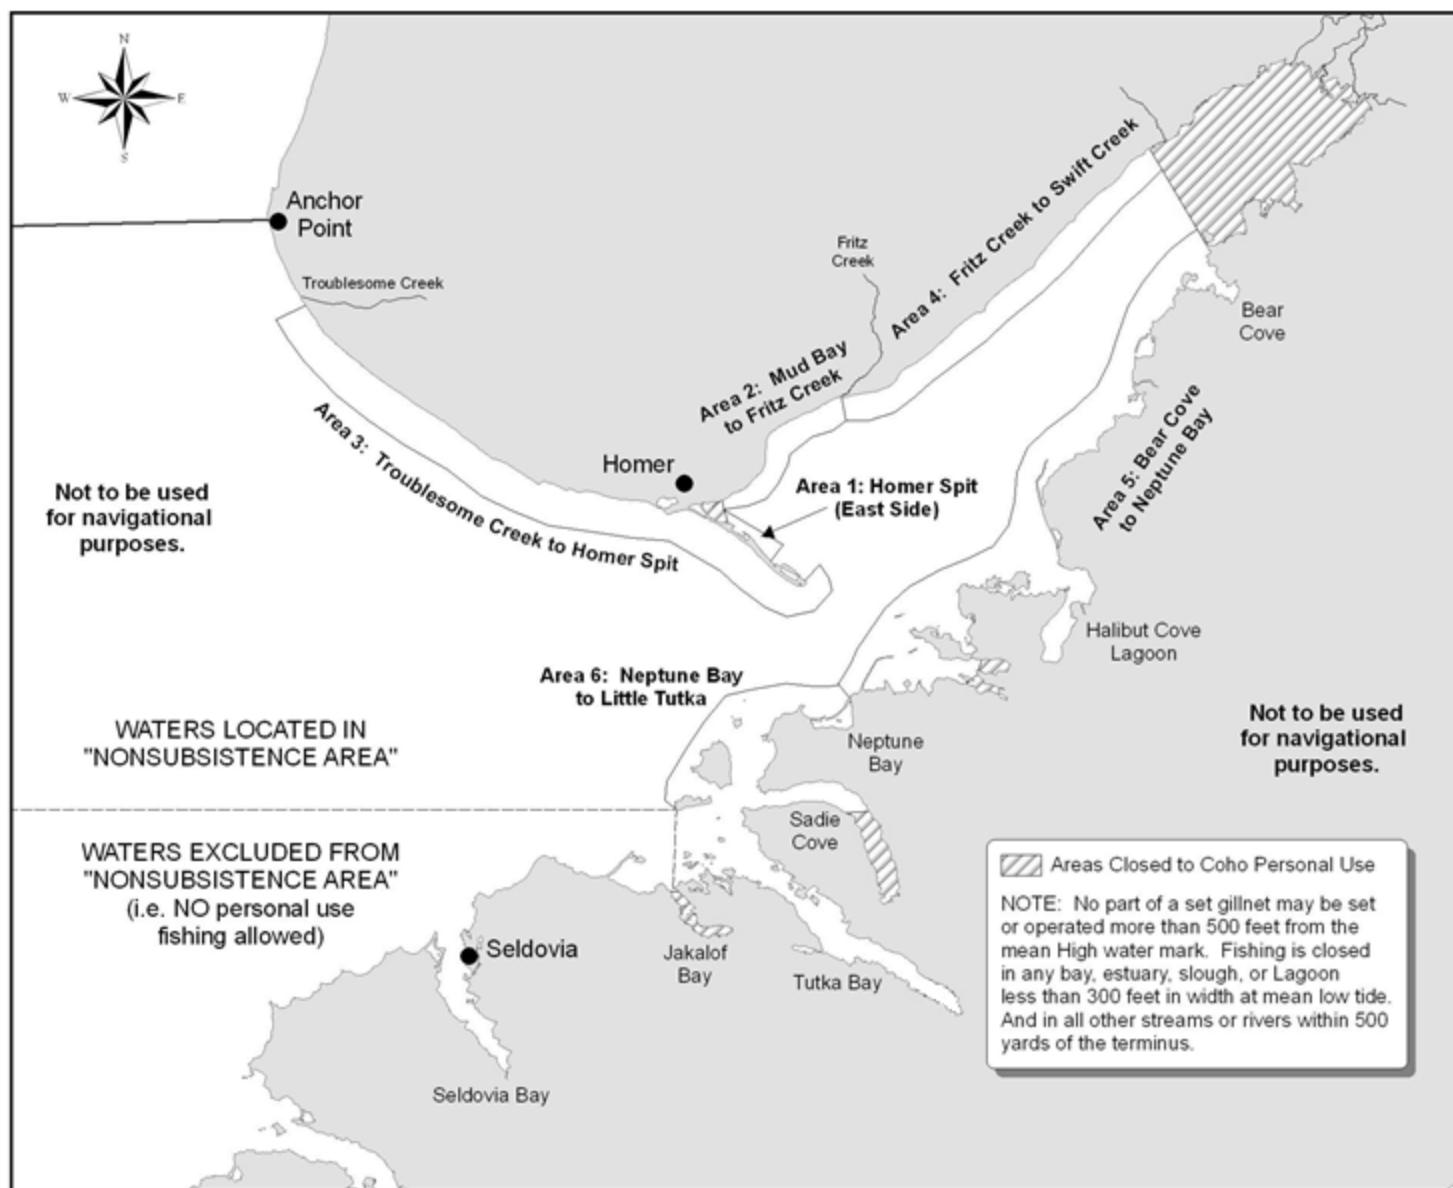 N
W E
S
Anchor
Point
Troublesome Creek
Fritz
Creek
Area 4: Fritz Creek to Swift Creek
Bear
Cove
Area 2: Mud Bay
to Fritz Creek
Area 3: Troublesome Creek to Homer Spit
Homer
Area 1: Homer Spit
(East Side)
Area 5: Bear Cove
to Neptune Bay
Not to be used
for navigational
purposes.
Halibut Cove
Lagoon
Area 6: Neptune Bay
to Little Tutka
WATERS LOCATED IN
"NONSUBSISTENCE AREA"
Neptune
Bay
Not to be used
for navigational
purposes.
Sadie
Cove
WATERS EXCLUDED FROM
"NONSUBSISTENCE AREA"
(i.e. NO personal use
fishing allowed)
Seldovia
Jakalof
Bay
Tutka Bay
Seldovia Bay
Areas Closed to Coho Personal Use
NOTE: No part of a set gillnet may be set
or operated more than 500 feet from the
mean High water mark. Fishing is closed
in any bay, estuary, slough, or Lagoon
less than 300 feet in width at mean low tide.
And in all other streams or rivers within 500
yards of the terminus.